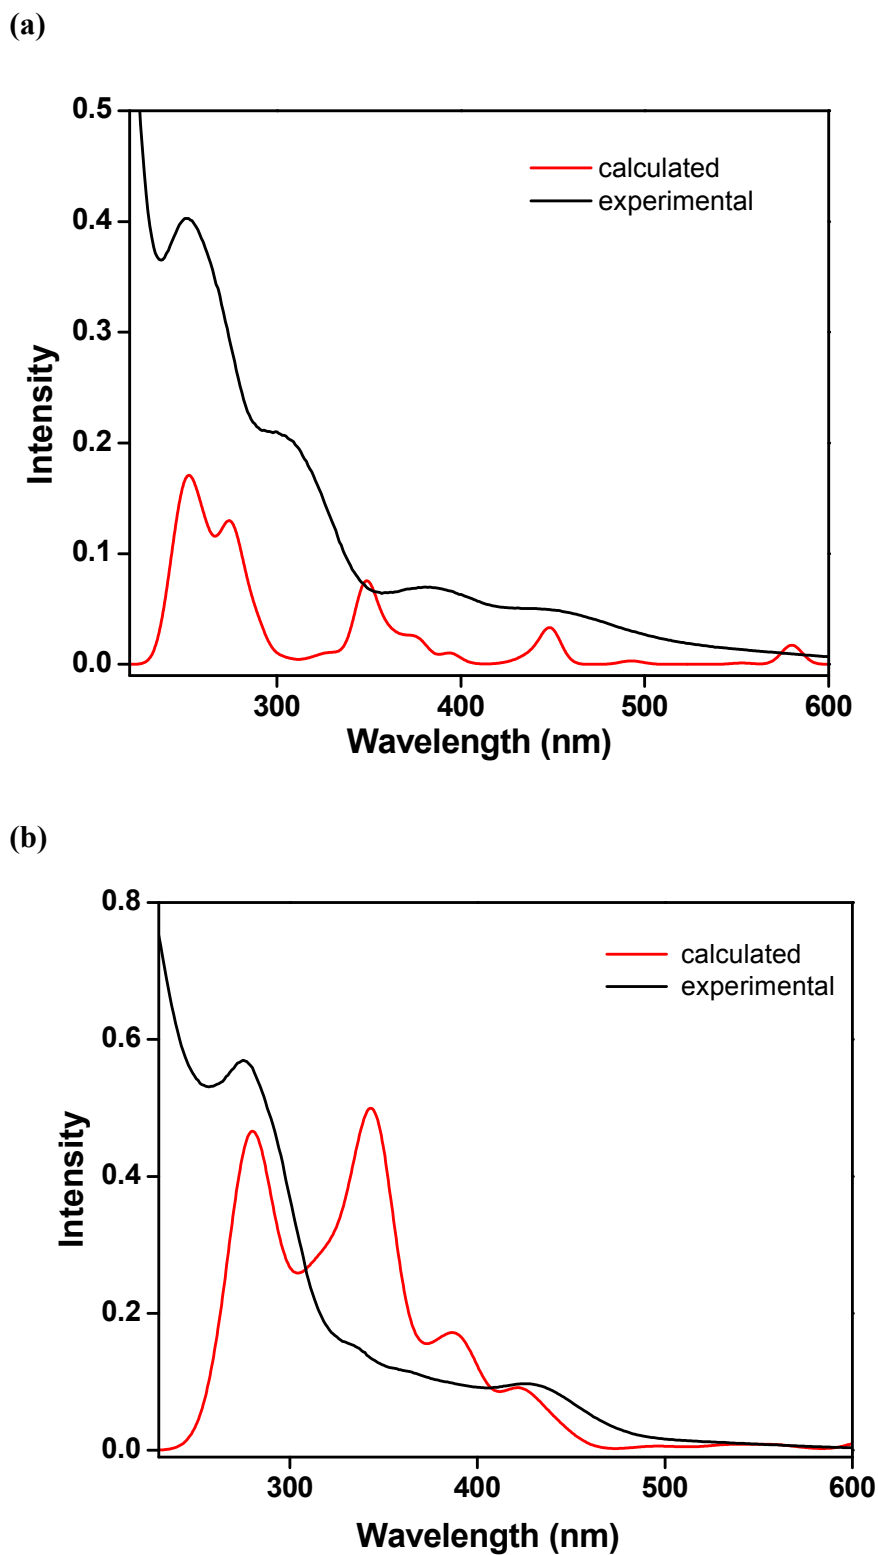 (a)
0.5
0.4
0.3
0.2
0.1
0.0
Intensity
calculated
experimental
300
400
500
600
Wavelength (nm)
(b)
0.8
0.6
0.4
0.2
0.0
Intensity
calculated
experimental
300
400
500
600
Wavelength (nm)